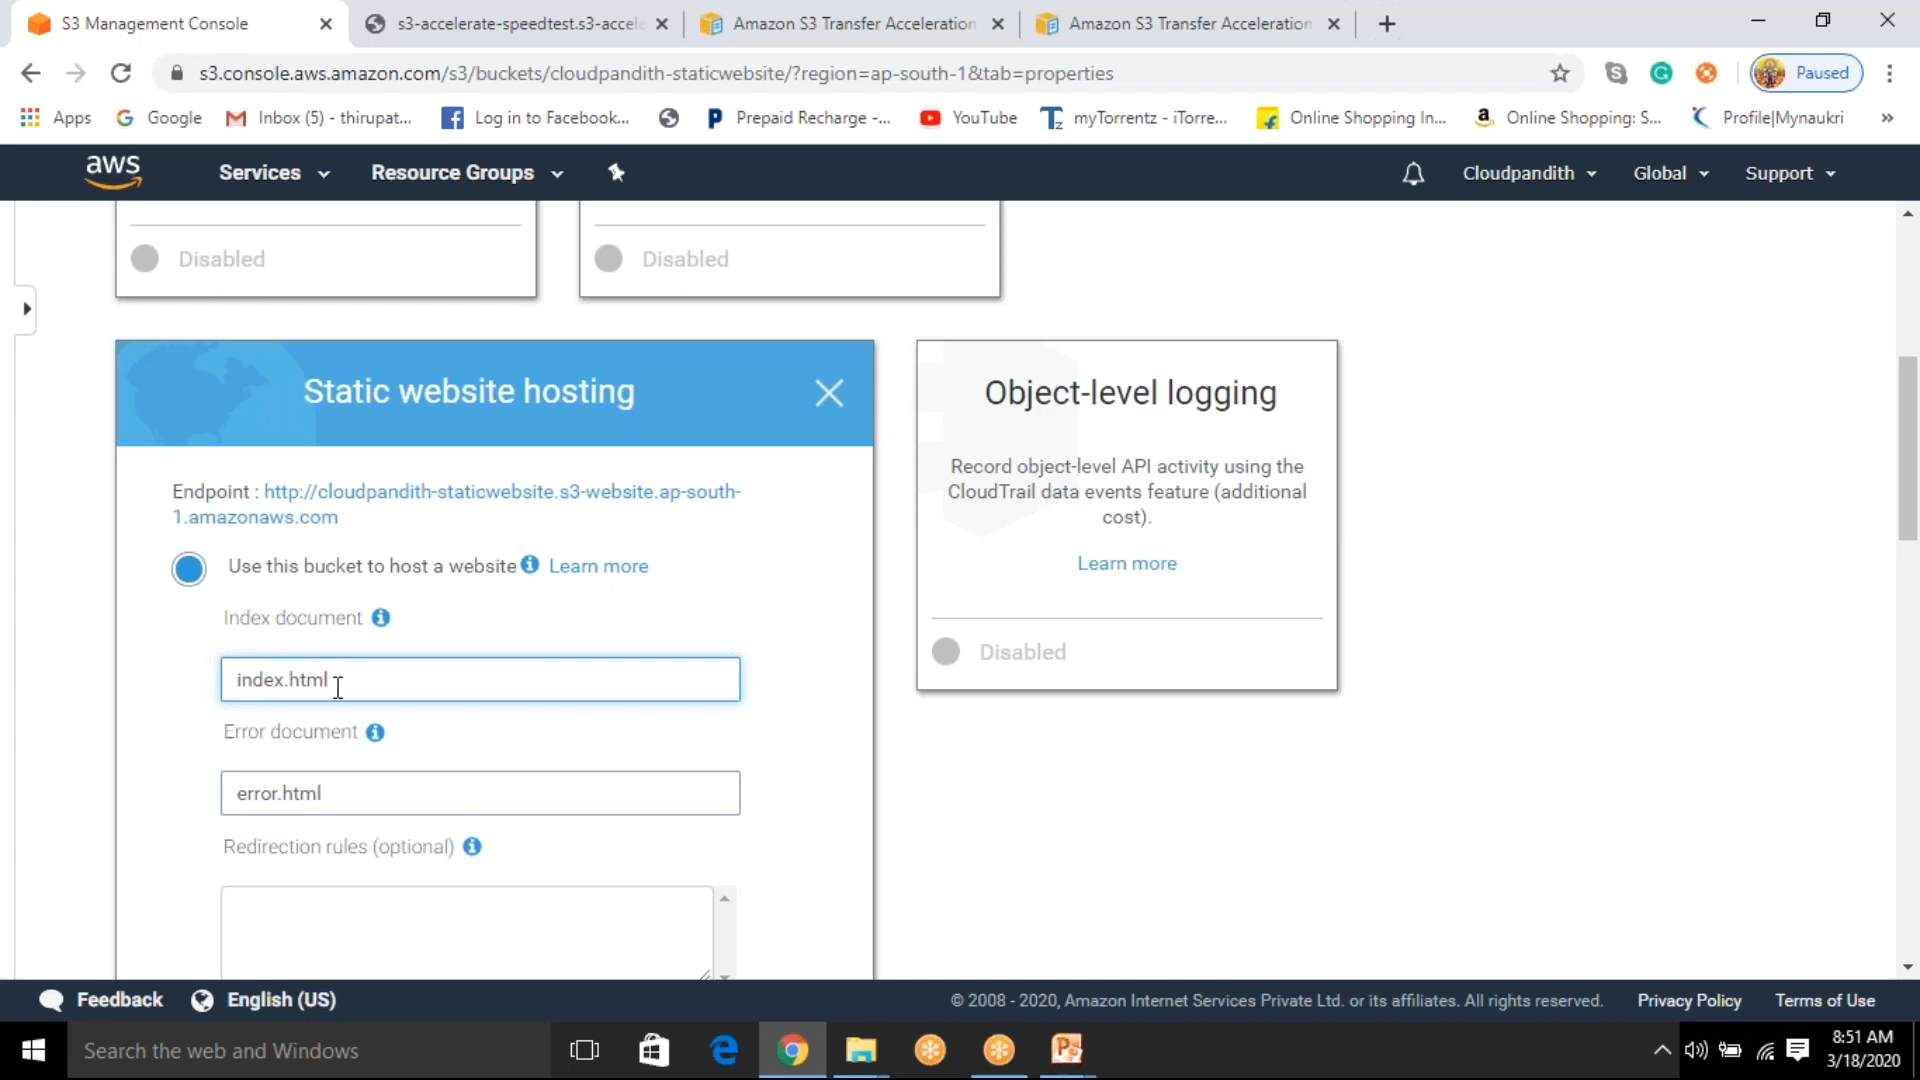 S3 Management Console
s3-accelerate-speedtest.s3-accele
Amazon S3 Transfer Acceleration
Amazon S3 Transfer Acceleration
s3.console.aws.amazon.com/s3/buckets/cloudpandith-staticwebsite/?region=ap-south-1&tab=properties
Paused
Apps
Google
Inbox (5) - thirupat...
Log in to Facebook...
Prepaid Recharge -...
YouTube
myTorrentz - iTorre...
Online Shopping In...
Online Shopping: S...
Profile|Mynaukri
»
aws
Services
Resource Groups
Cloudpandith
Global
Support
Disabled
Disabled
Static website hosting
Endpoint : http://cloudpandith-staticwebsite.s3-website.ap-south-
1.amazonaws.com
Use this bucket to host a website Learn more
Index document
index.html
Error document
error.html
Redirection rules (optional)
Object-level logging
Record object-level API activity using the
CloudTrail data events feature (additional
cost).
Learn more
Disabled
Feedback
English (US)
© 2008 - 2020, Amazon Internet Services Private Ltd. or its affiliates. All rights reserved.
Privacy Policy
Terms of Use
Search the web and Windows
8:51 AM
3/18/2020